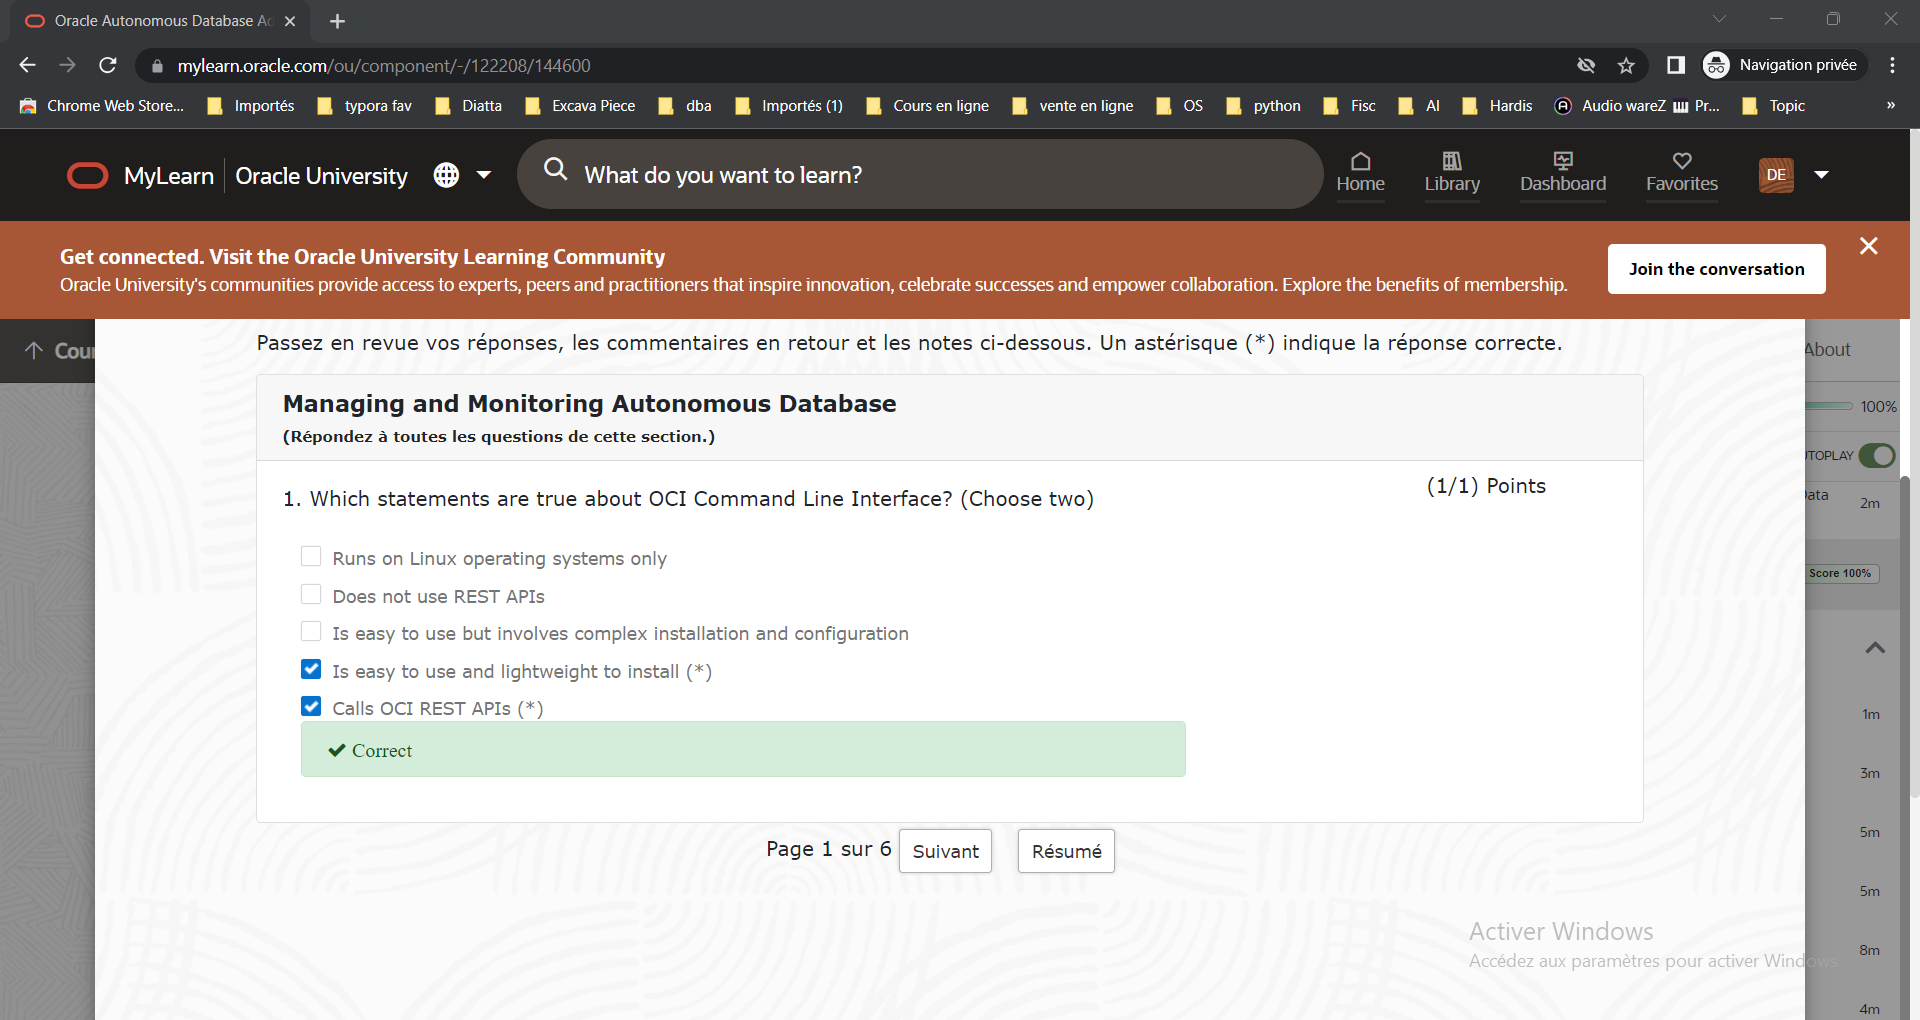 Oracle Autonomous Database Ad
mylearn.oracle.com/ou/component/-/122208/144600
Navigation privée
Chrome Web Store... Importés typora fav Diatta Excava Piece dba Importés (1) Cours en ligne vente en ligne OS python Fisc AI Hardis Audio wareZ Pr... Topic »
MyLearn Oracle University What do you want to learn? Home Library Dashboard Favorites DE
Get connected. Visit the Oracle University Learning Community
Oracle University's communities provide access to experts, peers and practitioners that inspire innovation, celebrate successes and empower collaboration. Explore the benefits of membership.
Join the conversation
Cour
About
Passez en revue vos réponses, les commentaires en retour et les notes ci-dessous. Un astérisque (*) indique la réponse correcte.
Managing and Monitoring Autonomous Database
(Répondez à toutes les questions de cette section.)
100%
TOPLAY
1. Which statements are true about OCI Command Line Interface? (Choose two)
(1/1) Points
ata
2m
Runs on Linux operating systems only
Score 100%
Does not use REST APIs
Is easy to use but involves complex installation and configuration
Is easy to use and lightweight to install (*)
Calls OCI REST APIs (*)
1m
Correct
3m
5m
Page 1 sur 6 Suivant Résumé
5m
Activer Windows
8m
Accédez aux paramètres pour activer Windows.
4m